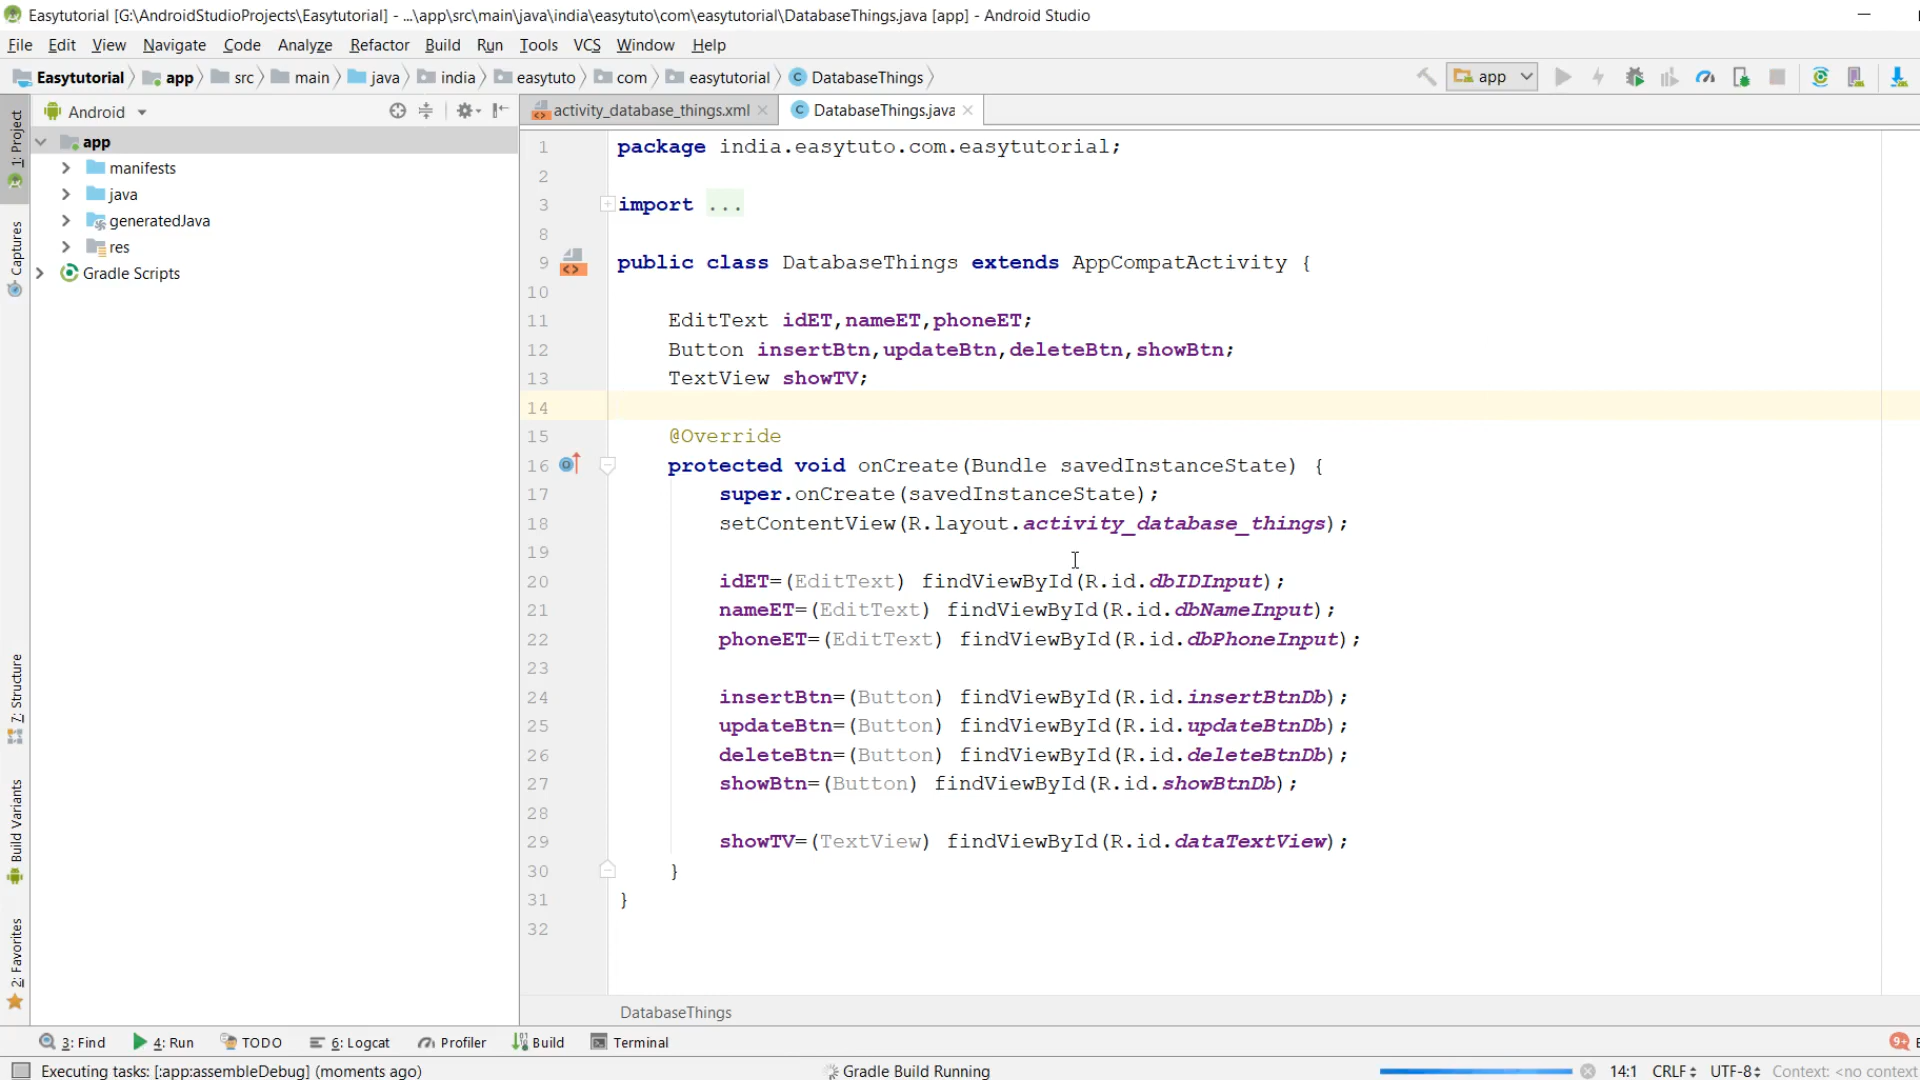 Easytutorial [G:\AndroidStudioProjects\Easytutorial] - ...\app\src\main\java\india\easytuto\com\easytutorial\DatabaseThings.java [app] - Android Studio
File Edit View Navigate Code Analyze Refactor Build Run Tools VCS Window Help
Easytutorial app src main java india easytuto com easytutorial DatabaseThings app
1: Project
Captures
7: Structure
Build Variants
2: Favorites
Android
app
manifests
java
generatedJava
res
Gradle Scripts
activity_database_things.xml DatabaseThings.java
1 package india.easytuto.com.easytutorial;
2
3 import ...
8
9 public class DatabaseThings extends AppCompatActivity {
10
11 EditText idET,nameET,phoneET;
12 Button insertBtn,updateBtn,deleteBtn,showBtn;
13 TextView showTV;
14
15 @Override
16 protected void onCreate(Bundle savedInstanceState) {
17 super.onCreate(savedInstanceState);
18 setContentView(R.layout.activity_database_things);
19
20 idET=(EditText) findViewById(R.id.dbIDInput);
21 nameET=(EditText) findViewById(R.id.dbNameInput);
22 phoneET=(EditText) findViewById(R.id.dbPhoneInput);
23
24 insertBtn=(Button) findViewById(R.id.insertBtnDb);
25 updateBtn=(Button) findViewById(R.id.updateBtnDb);
26 deleteBtn=(Button) findViewById(R.id.deleteBtnDb);
27 showBtn=(Button) findViewById(R.id.showBtnDb);
28
29 showTV=(TextView) findViewById(R.id.dataTextView);
30 }
31 }
32
DatabaseThings
3: Find 4: Run TODO 6: Logcat Profiler Build Terminal 9+
Executing tasks: [:app:assembleDebug] (moments ago) Gradle Build Running 14:1 CRLF UTF-8 Context: <no context